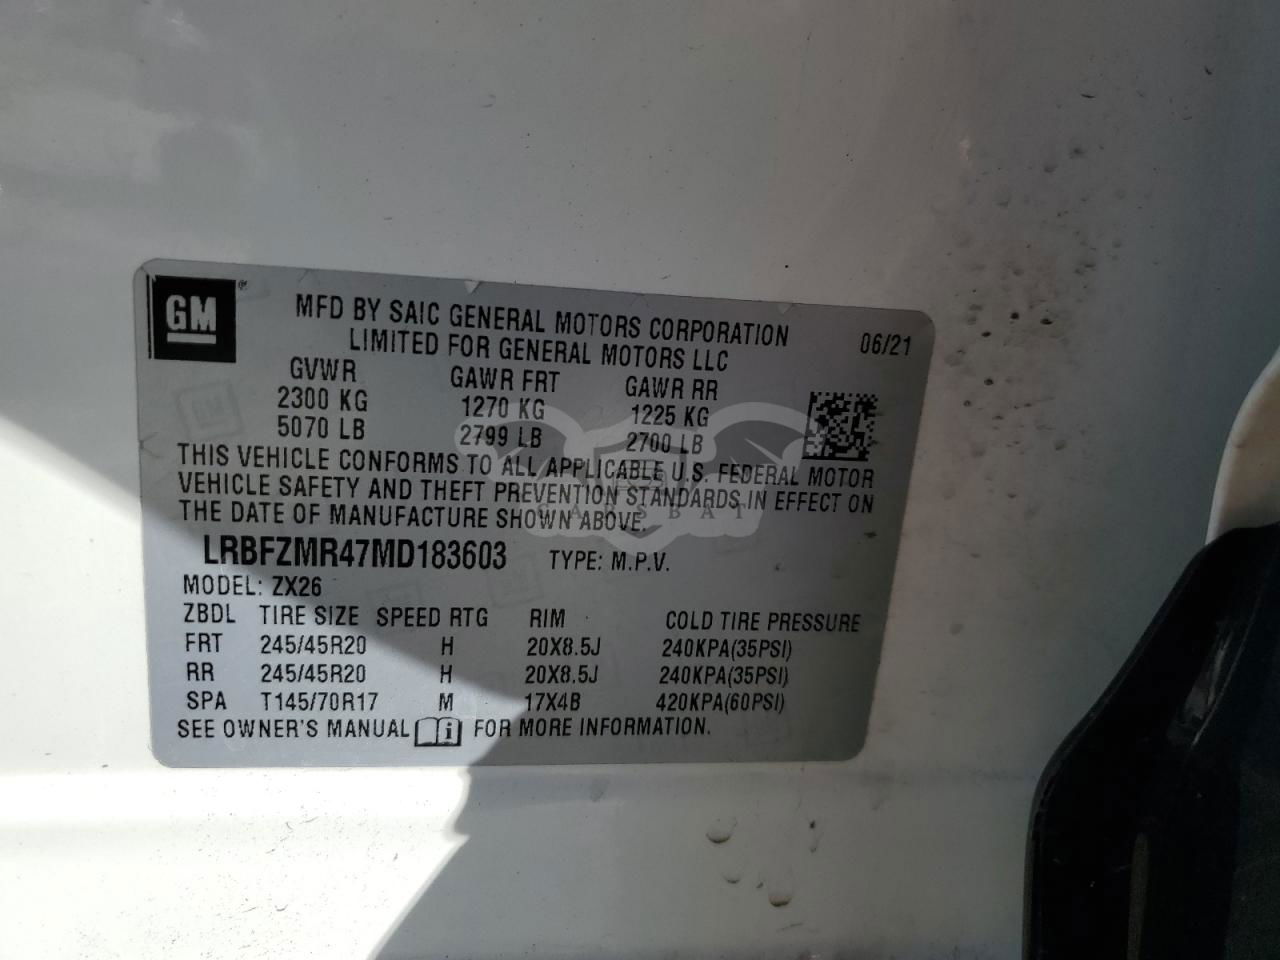 GM ®
MFD BY SAIC GENERAL MOTORS CORPORATION 06/21
LIMITED FOR GENERAL MOTORS LLC
GVWR GAWR FRT GAWR RR
2300 KG 1270 KG 1225 KG
5070 LB 2799 LB 2700 LB
THIS VEHICLE CONFORMS TO ALL APPLICABLE U.S. FEDERAL MOTOR
VEHICLE SAFETY AND THEFT PREVENTION STANDARDS IN EFFECT ON
THE DATE OF MANUFACTURE SHOWN ABOVE.
CARSBAT
LRBFZMR47MD183603 TYPE: M.P.V.
MODEL: ZX26
ZBDL TIRE SIZE SPEED RTG RIM COLD TIRE PRESSURE
FRT 245/45R20 H 20X8.5J 240KPA(35PSI)
RR 245/45R20 H 20X8.5J 240KPA(35PSI)
SPA T145/70R17 M 17X4B 420KPA(60PSI)
SEE OWNER'S MANUAL i FOR MORE INFORMATION.